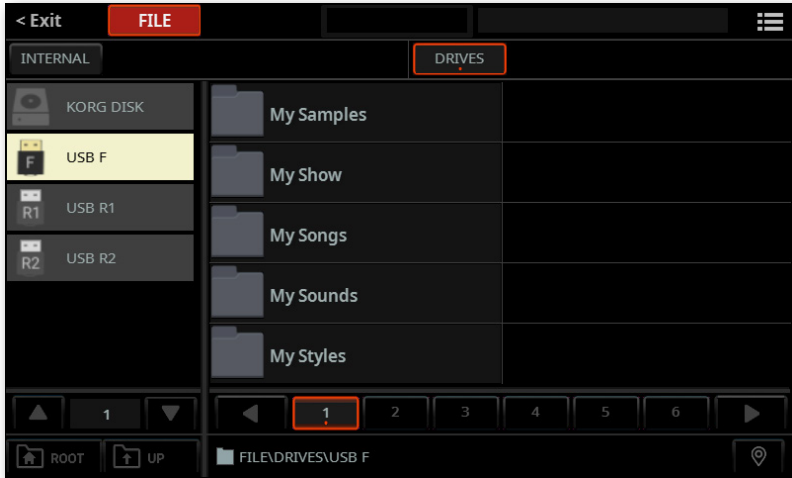 < Exit FILE
INTERNAL DRIVES
KORG DISK
F USB F
R1 USB R1
R2 USB R2
My Samples
My Show
My Songs
My Sounds
My Styles
1 1 2 3 4 5 6
ROOT UP FILE\DRIVES\USB F